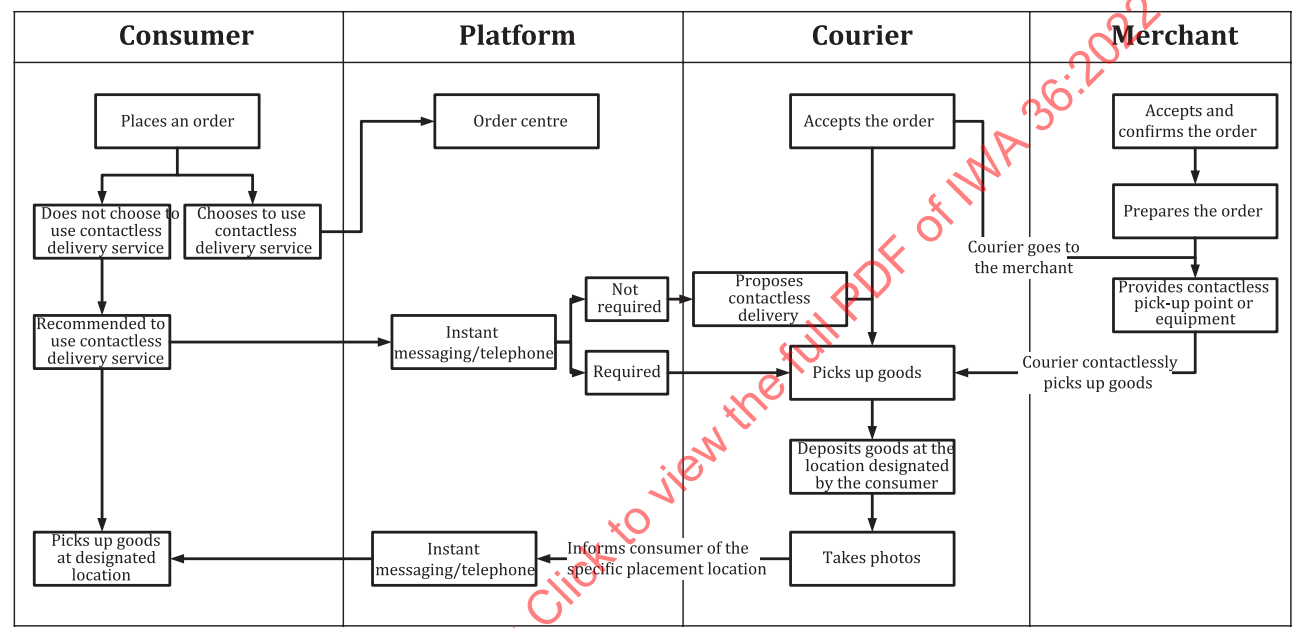 Consumer
Platform
Courier
Merchant
Places an order
Order centre
Accepts the order
Accepts and
confirms the order
Does not choose to
use contactless
delivery service
Chooses to use
contactless
delivery service
Prepares the order
Courier goes to
the merchant
Recommended to
use contactless
delivery service
Instant
messaging/telephone
Not
required
Required
Proposes
contactless
delivery
Provides contactless
pick-up point or
equipment
Picks up goods
Courier contactlessly
picks up goods
Deposits goods at the
location designated
by the consumer
Picks up goods
at designated
location
Instant
messaging/telephone
Informs consumer of the
specific placement location
Takes photos
Click to view the full PDF of IWA 36:2022